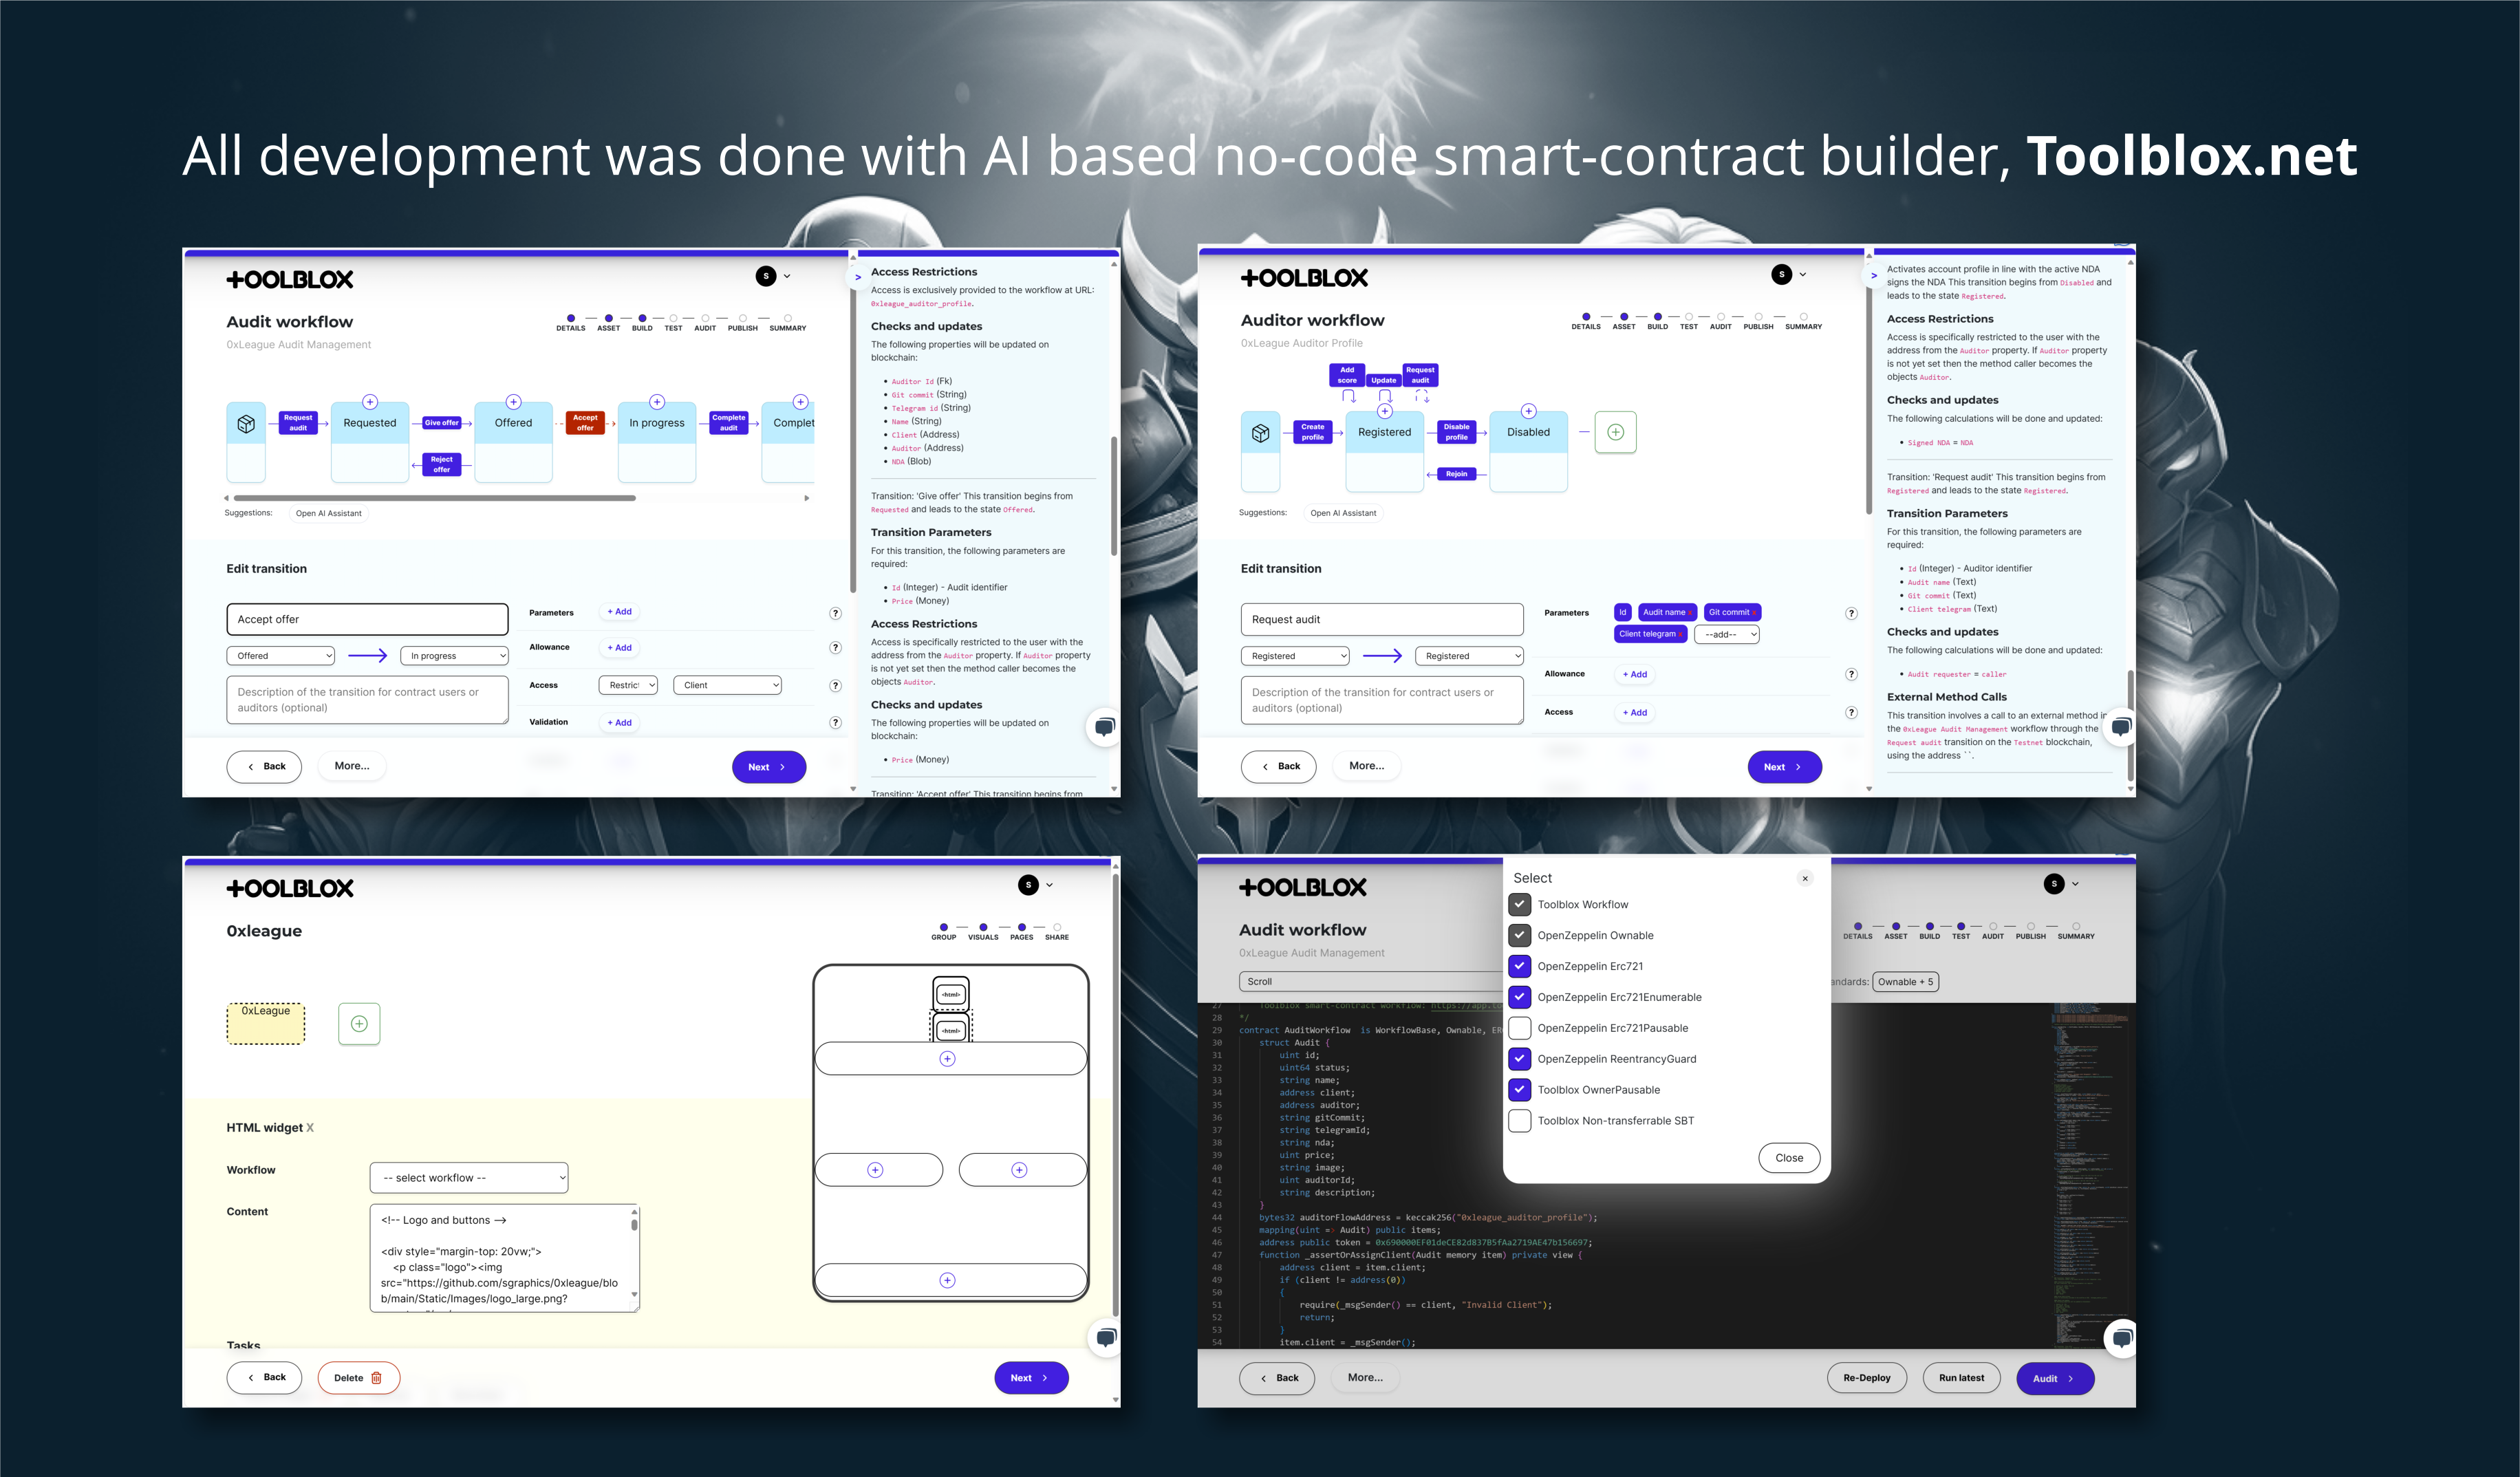 All development was done with AI based no-code smart-contract builder, Toolblox.net
TOOLBLOX
S
Audit workflow
0xLeague Audit Management
DETAILS ASSET BUILD TEST AUDIT PUBLISH SUMMARY
Request audit
Requested
Give offer
Reject offer
Offered
Accept offer
In progress
Complete audit
Complet
Suggestions: Open AI Assistant
Edit transition
Accept offer
Offered
In progress
Description of the transition for contract users or
auditors (optional)
Parameters + Add ?
Allowance + Add ?
Access Restric Client ?
Validation + Add ?
Back More... Next
>
Access Restrictions
Access is exclusively provided to the workflow at URL:
0xleague_auditor_profile.
Checks and updates
The following properties will be updated on
blockchain:
• Auditor Id (Fk)
• Git commit (String)
• Telegram id (String)
• Name (String)
• Client (Address)
• Auditor (Address)
• NDA (Blob)
Transition: 'Give offer' This transition begins from
Requested and leads to the state Offered.
Transition Parameters
For this transition, the following parameters are
required:
• Id (Integer) - Audit identifier
• Price (Money)
Access Restrictions
Access is specifically restricted to the user with the
address from the Auditor property. If Auditor property
is not yet set then the method caller becomes the
objects Auditor.
Checks and updates
The following properties will be updated on
blockchain:
• Price (Money)
Transition: 'Accept offer' This transition begins from
TOOLBLOX
S
Auditor workflow
0xLeague Auditor Profile
DETAILS ASSET BUILD TEST AUDIT PUBLISH SUMMARY
Add score
Update
Request audit
Create profile
Registered
Disable profile
Rejoin
Disabled
Suggestions: Open AI Assistant
Edit transition
Request audit
Registered
Registered
Description of the transition for contract users or
auditors (optional)
Parameters Id Audit name x Git commit x ?
Client telegram x --add--
Allowance + Add ?
Access + Add ?
Back More... Next
>
Activates account profile in line with the active NDA
signs the NDA This transition begins from Disabled and
leads to the state Registered.
Access Restrictions
Access is specifically restricted to the user with the
address from the Auditor property. If Auditor property
is not yet set then the method caller becomes the
objects Auditor.
Checks and updates
The following calculations will be done and updated:
• Signed NDA = NDA
Transition: 'Request audit' This transition begins from
Registered and leads to the state Registered.
Transition Parameters
For this transition, the following parameters are
required:
• Id (Integer) - Auditor identifier
• Audit name (Text)
• Git commit (Text)
• Client telegram (Text)
Checks and updates
The following calculations will be done and updated:
• Audit requester = caller
External Method Calls
This transition involves a call to an external method in
the 0xLeague Audit Management workflow through the
Request audit transition on the Testnet blockchain,
using the address ``.
TOOLBLOX
S
0xleague
GROUP VISUALS PAGES SHARE
0xLeague
<html>
<html>
HTML widget X
Workflow -- select workflow --
Content
<!-- Logo and buttons -->
<div style="margin-top: 20vw;">
<p class="logo"><img
src="https://github.com/sgraphics/0xleague/blo
b/main/Static/Images/logo_large.png?
Tasks
Back Delete Next
TOOLBLOX
S
Audit workflow
0xLeague Audit Management
DETAILS ASSET BUILD TEST AUDIT PUBLISH SUMMARY
Scroll
andards: Ownable + 5
Select
×
Toolblox Workflow
OpenZeppelin Ownable
OpenZeppelin Erc721
OpenZeppelin Erc721Enumerable
OpenZeppelin Erc721Pausable
OpenZeppelin ReentrancyGuard
Toolblox OwnerPausable
Toolblox Non-transferrable SBT
Close
27 Toolblox smart-contract workflow: https://app.to
28 */
29 contract AuditWorkflow is WorkflowBase, Ownable, ER
30 struct Audit {
31 uint id;
32 uint64 status;
33 string name;
34 address client;
35 address auditor;
36 string gitCommit;
37 string telegramId;
38 string nda;
39 uint price;
40 string image;
41 uint auditorId;
42 string description;
43 }
44 bytes32 auditorFlowAddress = keccak256("0xleague_auditor_profile");
45 mapping(uint => Audit) public items;
46 address public token = 0x690000EF01deCE82d837B5fAa2719AE47b156697;
47 function _assertOrAssignClient(Audit memory item) private view {
48 address client = item.client;
49 if (client != address(0))
50 {
51 require(_msgSender() == client, "Invalid Client");
52 return;
53 }
54 item.client = _msgSender();
Back More... Re-Deploy Run latest Audit